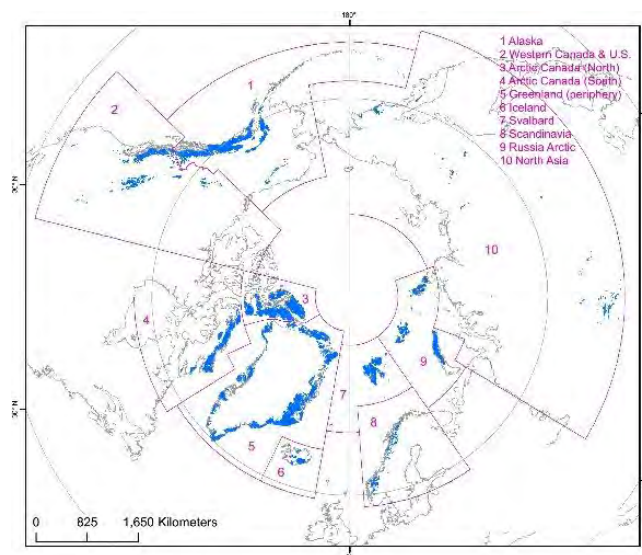 180°
1 Alaska
2 Western Canada & U.S.
3 Arctic Canada (North)
4 Arctic Canada (South)
5 Greenland (periphery)
6 Iceland
7 Svalbard
8 Scandinavia
9 Russia Arctic
10 North Asia
1
2
10
3
4
9
7
8
5
6
0 825 1,650 Kilometers